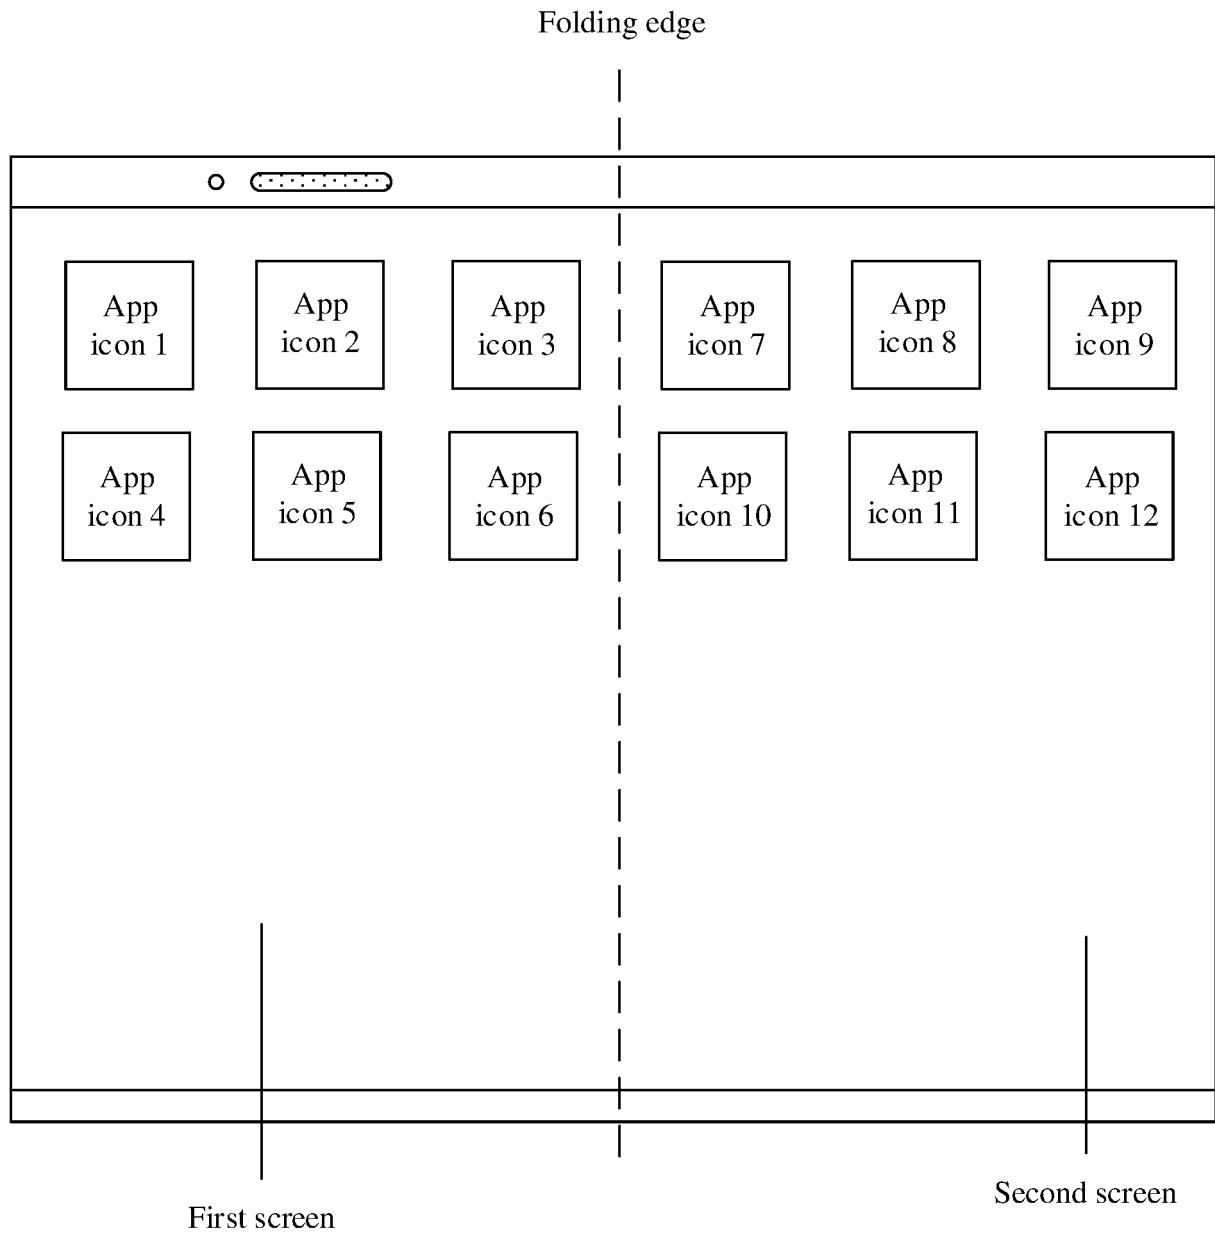 Folding edge
App
icon 1
App
icon 2
App
icon 3
App
icon 7
App
icon 8
App
icon 9
App
icon 4
App
icon 5
App
icon 6
App
icon 10
App
icon 11
App
icon 12
First screen
Second screen